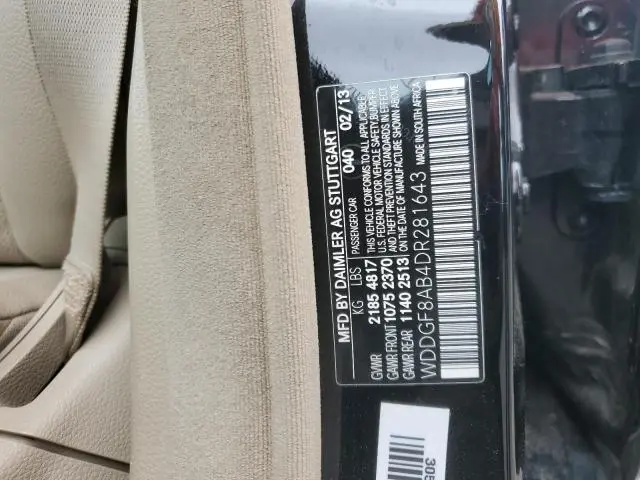 MFD BY DAIMLER AG STUTTGART
KG LBS PASSENGER CAR 040 02/13
GVWR 2185 4817 THIS VEHICLE CONFORMS TO ALL APPLICABLE
GAWR FRONT 1075 2370 U.S. FEDERAL MOTOR VEHICLE SAFETY, BUMPER,
AND THEFT PREVENTION STANDARDS IN EFFECT
GAWR REAR 1140 2513 ON THE DATE OF MANUFACTURE SHOWN ABOVE
WDDGF8AB4DR281643 MADE IN SOUTH AFRICA
305